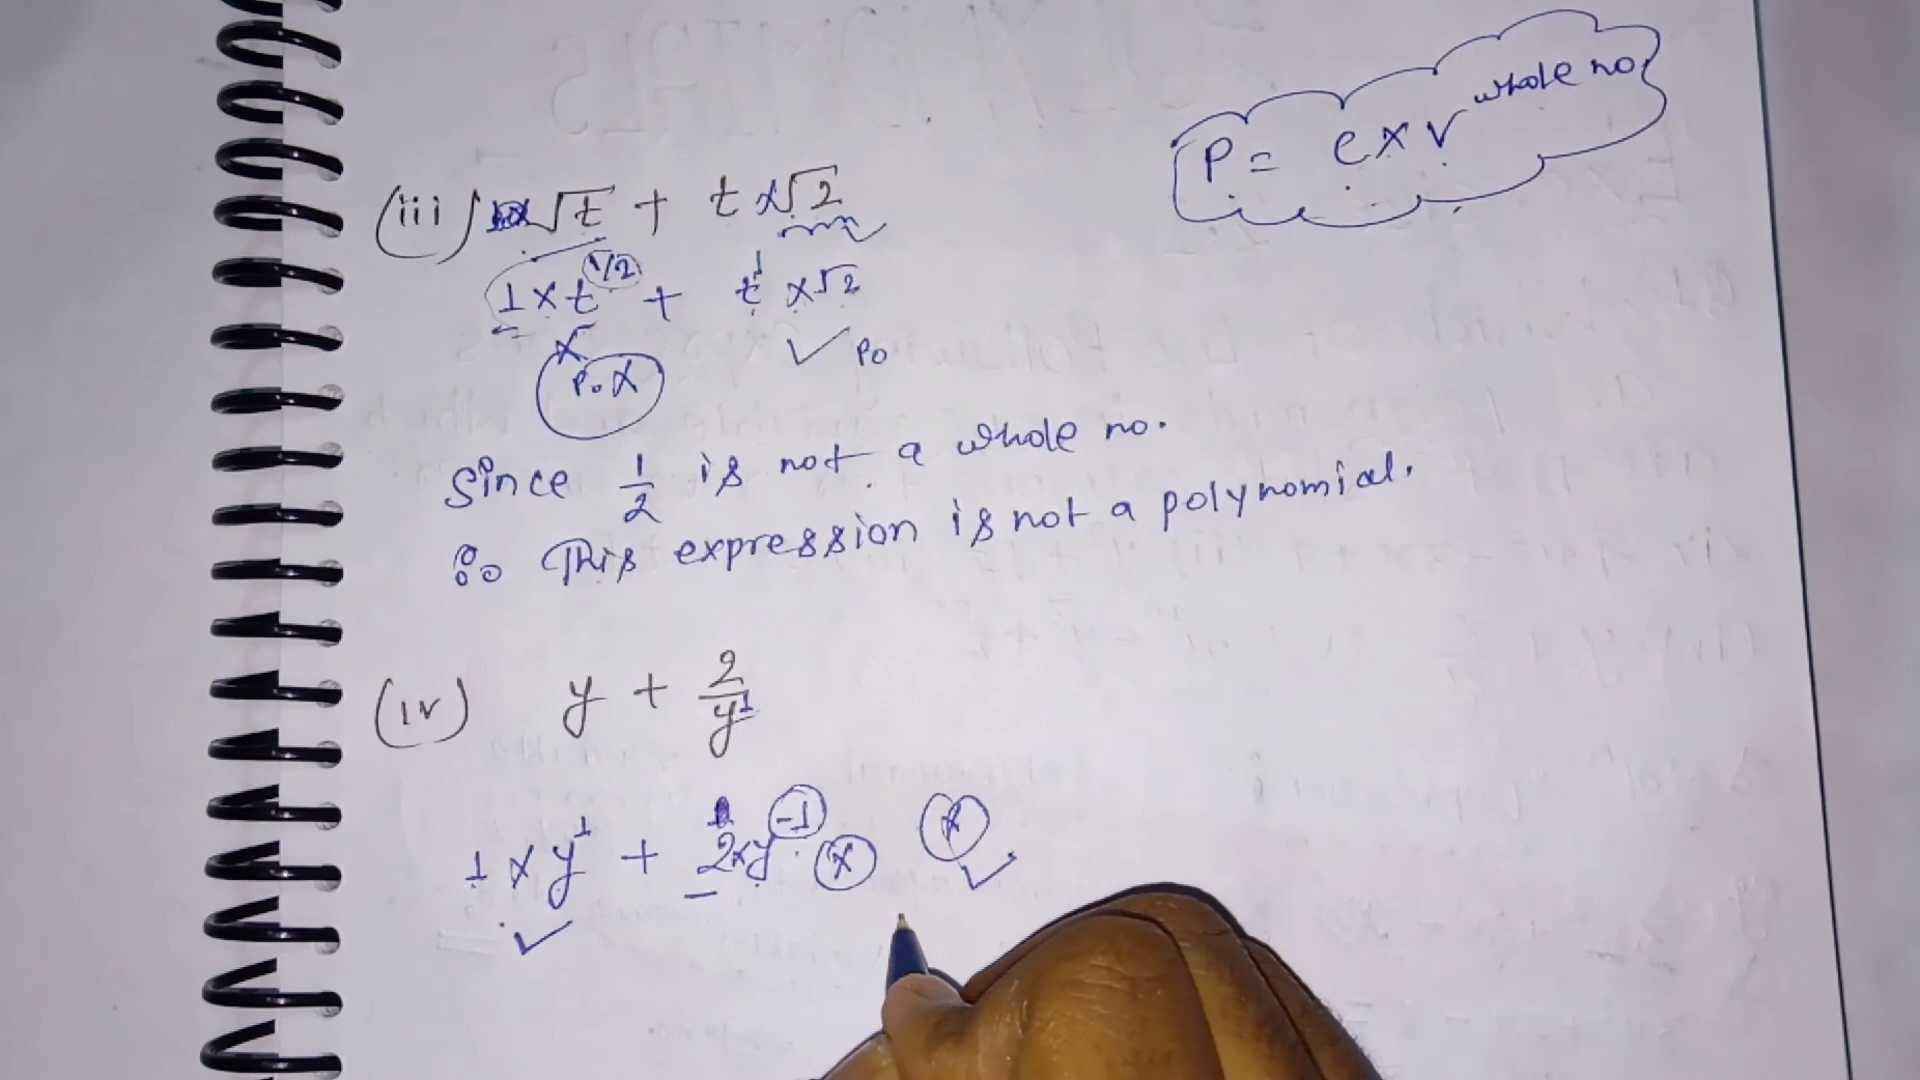 P = c x v^whole no.
(iii) √t + t x √2
1 x t^1/2 + t^1 x √2
x
P. x ✓ Po
Since 1/2 is not a whole no.
This expression is not a polynomial.
(iv) y + 2/y^1
1 x y^1 + 2 x y^-1 (x) (x)
✓ ✓